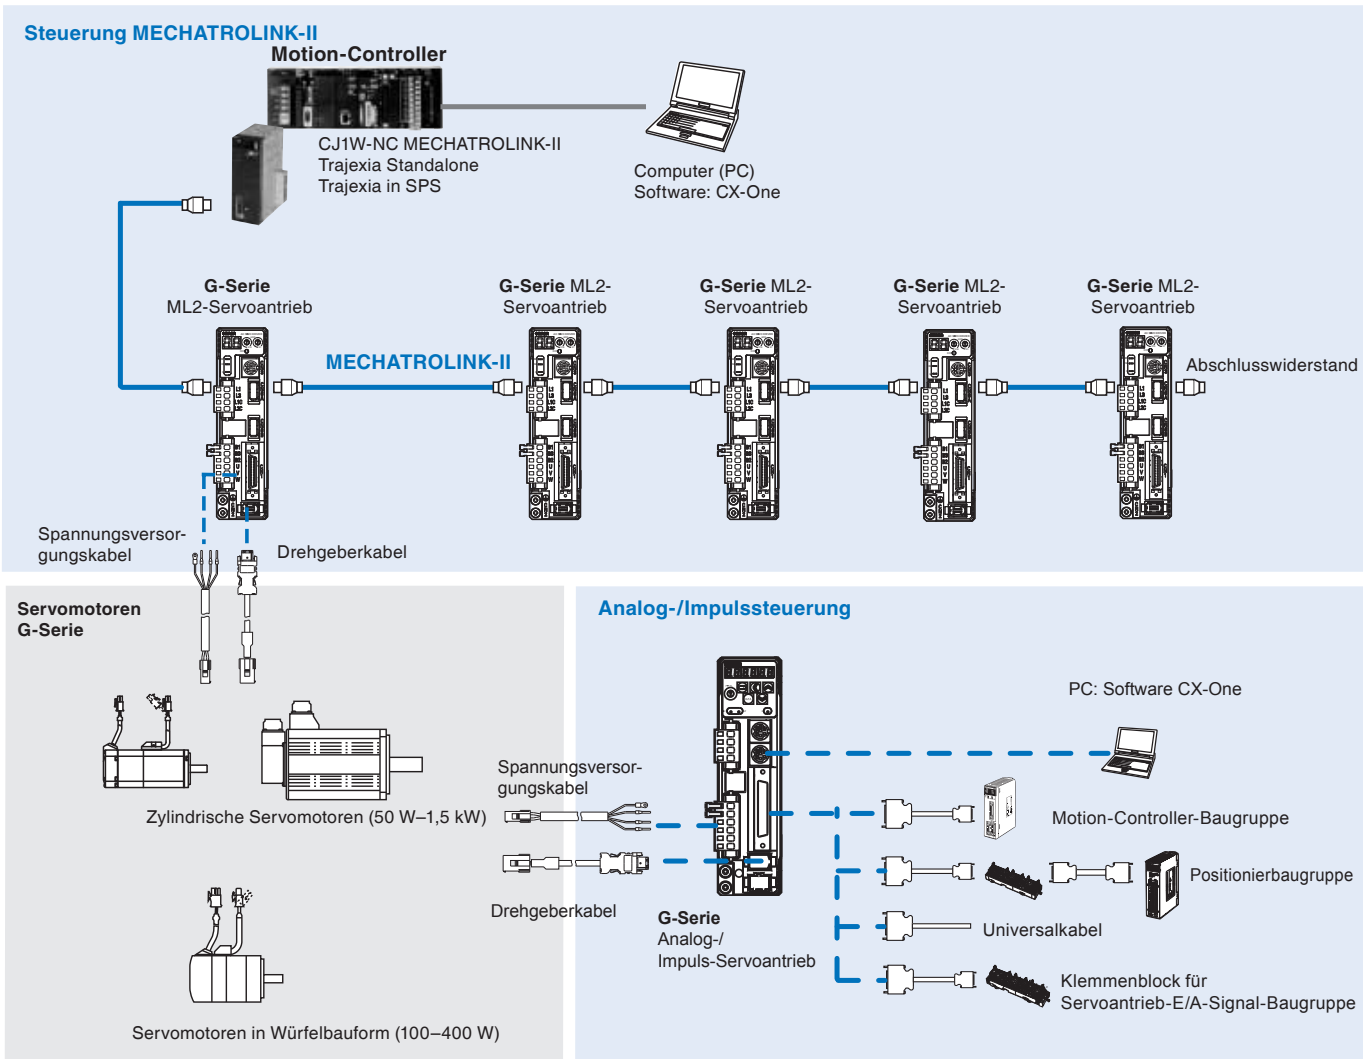 Steuerung MECHATROLINK-II
Motion-Controller
CJ1W-NC MECHATROLINK-II
Trajexia Standalone
Trajexia in SPS
Computer (PC)
Software: CX-One
G-Serie
ML2-Servoantrieb
G-Serie ML2-
Servoantrieb
G-Serie ML2-
Servoantrieb
G-Serie ML2-
Servoantrieb
G-Serie ML2-
Servoantrieb
MECHATROLINK-II
Abschlusswiderstand
Spannungsversor-
gungskabel
Drehgeberkabel
Servomotoren
G-Serie
Zylindrische Servomotoren (50 W–1,5 kW)
Servomotoren in Würfelbauform (100–400 W)
Analog-/Impulssteuerung
PC: Software CX-One
Spannungsversor-
gungskabel
Motion-Controller-Baugruppe
Positionierbaugruppe
Drehgeberkabel
G-Serie
Analog-/
Impuls-Servoantrieb
Universalkabel
Klemmenblock für
Servoantrieb-E/A-Signal-Baugruppe